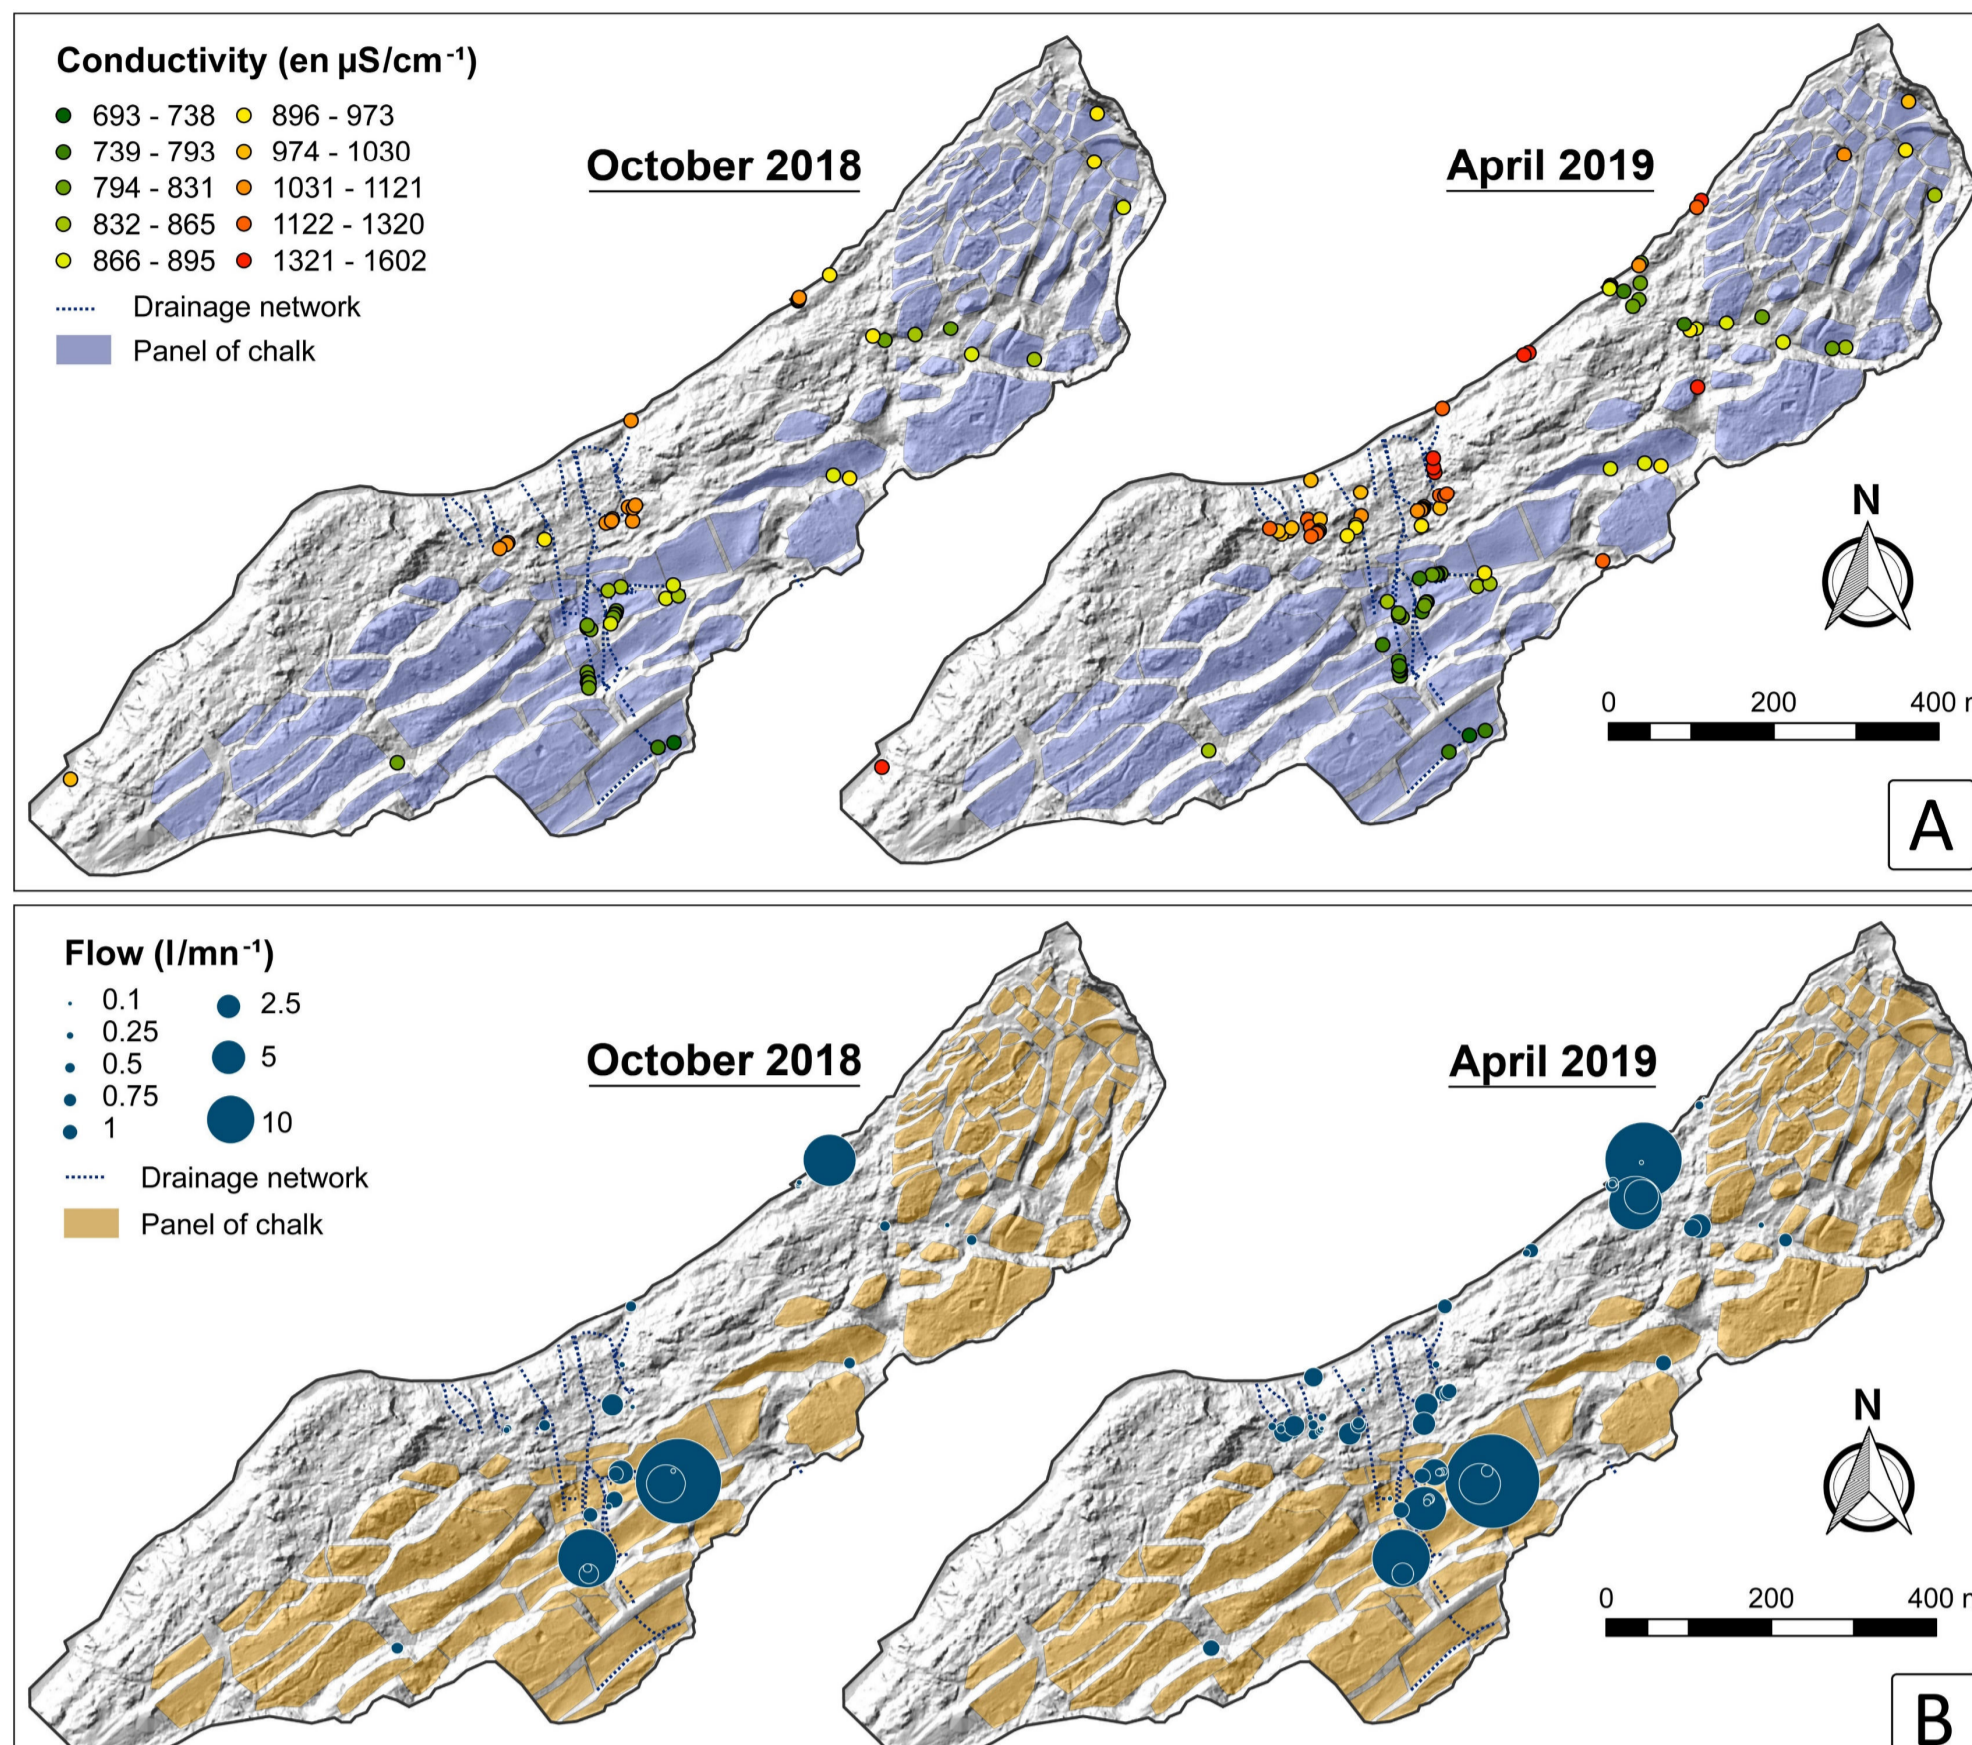 Conductivity (en µS/cm⁻¹)
693 - 738
896 - 973
739 - 793
974 - 1030
794 - 831
1031 - 1121
832 - 865
1122 - 1320
866 - 895
1321 - 1602
Drainage network
Panel of chalk
October 2018
April 2019
N
0 200 400
A
Flow (l/mn⁻¹)
0.1
0.25
0.5
0.75
1
2.5
5
10
Drainage network
Panel of chalk
October 2018
April 2019
N
0 200 400
B